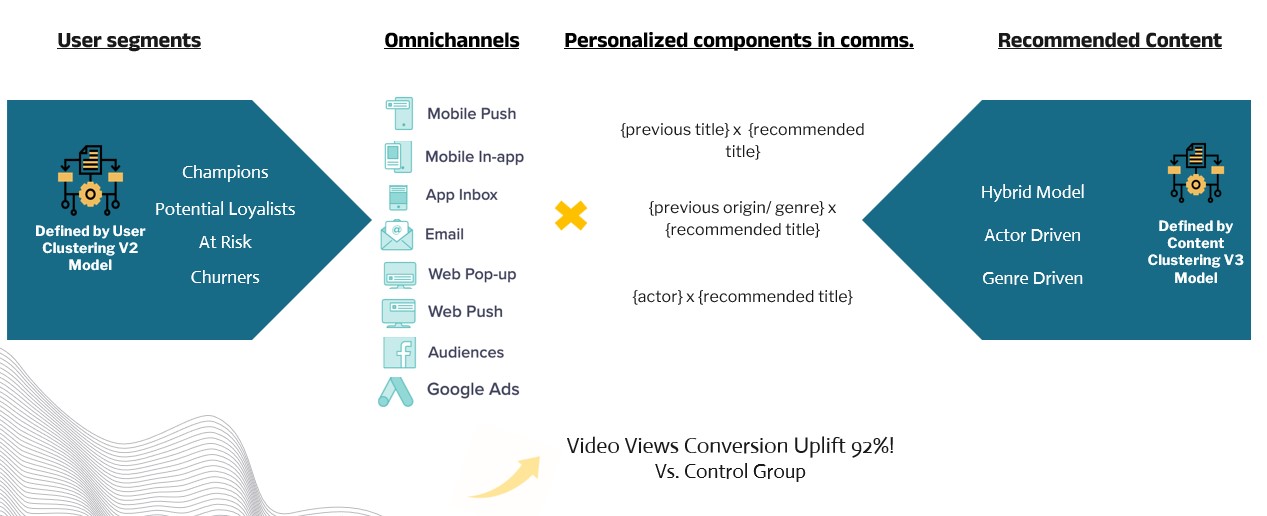 User segments
Omnichannels
Personalized components in comms.
Recommended Content
Defined by User
Clustering V2
Model
Champions
Potential Loyalists
At Risk
Churners
Mobile Push
Mobile In-app
App Inbox
Email
Web Pop-up
Web Push
Audiences
Google Ads
{previous title} x {recommended
title}
{previous origin/ genre} x
{recommended title}
{actor} x {recommended title}
Hybrid Model
Actor Driven
Genre Driven
Defined by
Content
Clustering V3
Model
Video Views Conversion Uplift 92%!
Vs. Control Group